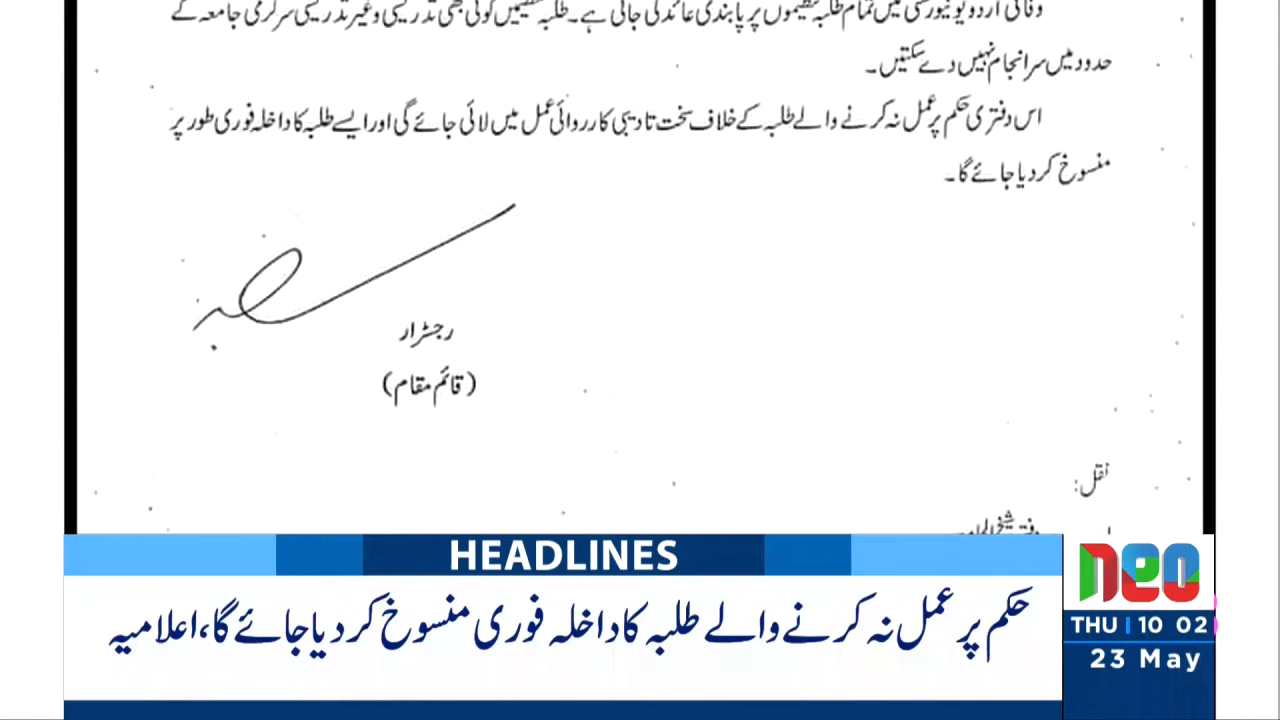 وفاقی اردو یونیورسٹی میں تمام طلبہ تنظیموں پر پابندی عائد کی جاتی ہے۔ طلبہ تنظیمیں کوئی بھی تدریسی و غیر تدریسی سرگرمی جامعہ کے
حدود میں سرانجام نہیں دے سکتیں۔
اس دفتری حکم پر عمل نہ کرنے والے طلبہ کے خلاف سخت تادیبی کارروائی عمل میں لائی جائے گی اور ایسے طلبہ کا داخلہ فوری طور پر
منسوخ کر دیا جائے گا۔
رجسٹرار
(قائم مقام)
نقل:
HEADLINES
حکم پر عمل نہ کرنے والے طلبہ کا داخلہ فوری منسوخ کر دیا جائے گا، اعلامیہ
neo
THU 10 02
23 May